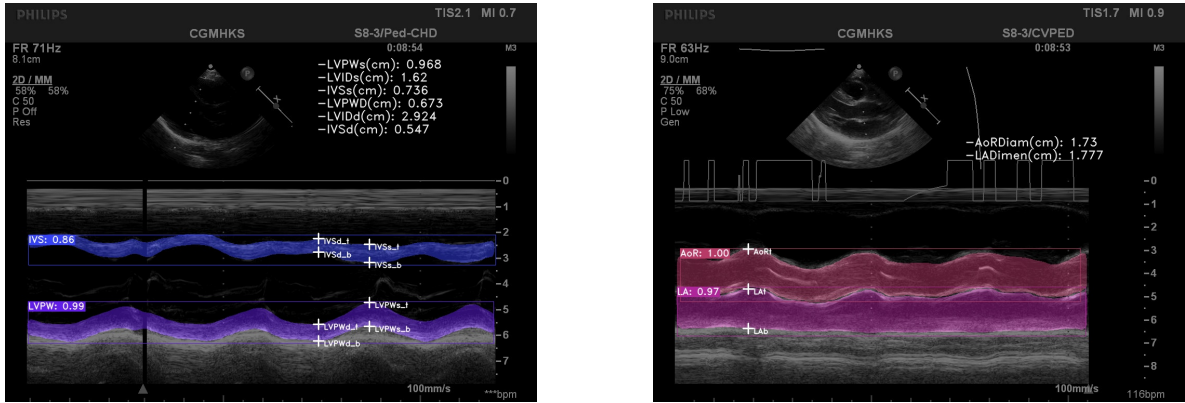 PHILIPS
TIS2.1 MI 0.7
CGMHKS
S8-3/Ped-CHD
FR 71Hz
0:08:54
M3
8.1cm
2D / MM
58% 58%
C 50
P Off
Res
P
x
-LVPWs(cm): 0.968
-LVIDs(cm): 1.62
-IVSs(cm): 0.736
-LVPWD(cm): 0.673
-LVIDd(cm): 2.924
-IVSd(cm): 0.547
0
1
2
3
4
5
6
7
IVS: 0.86
IVSd_t
IVSd_b
IVSs_t
IVSs_b
LVPW: 0.99
LVPWs_t
LVPWd_t
LVPWs_b
LVPWd_b
100mm/s
***bpm
PHILIPS
TIS1.7 MI 0.9
CGMHKS
S8-3/CVPED
FR 63Hz
0:08:53
M3
9.0cm
2D / MM
75% 68%
C 50
P Low
Gen
P
x
-AoRDiam(cm): 1.73
-LADimen(cm): 1.777
0
1
2
3
4
5
6
7
8
AoR: 1.00
AoRt
LA: 0.97
LAt
LAb
100mm/s
116bpm